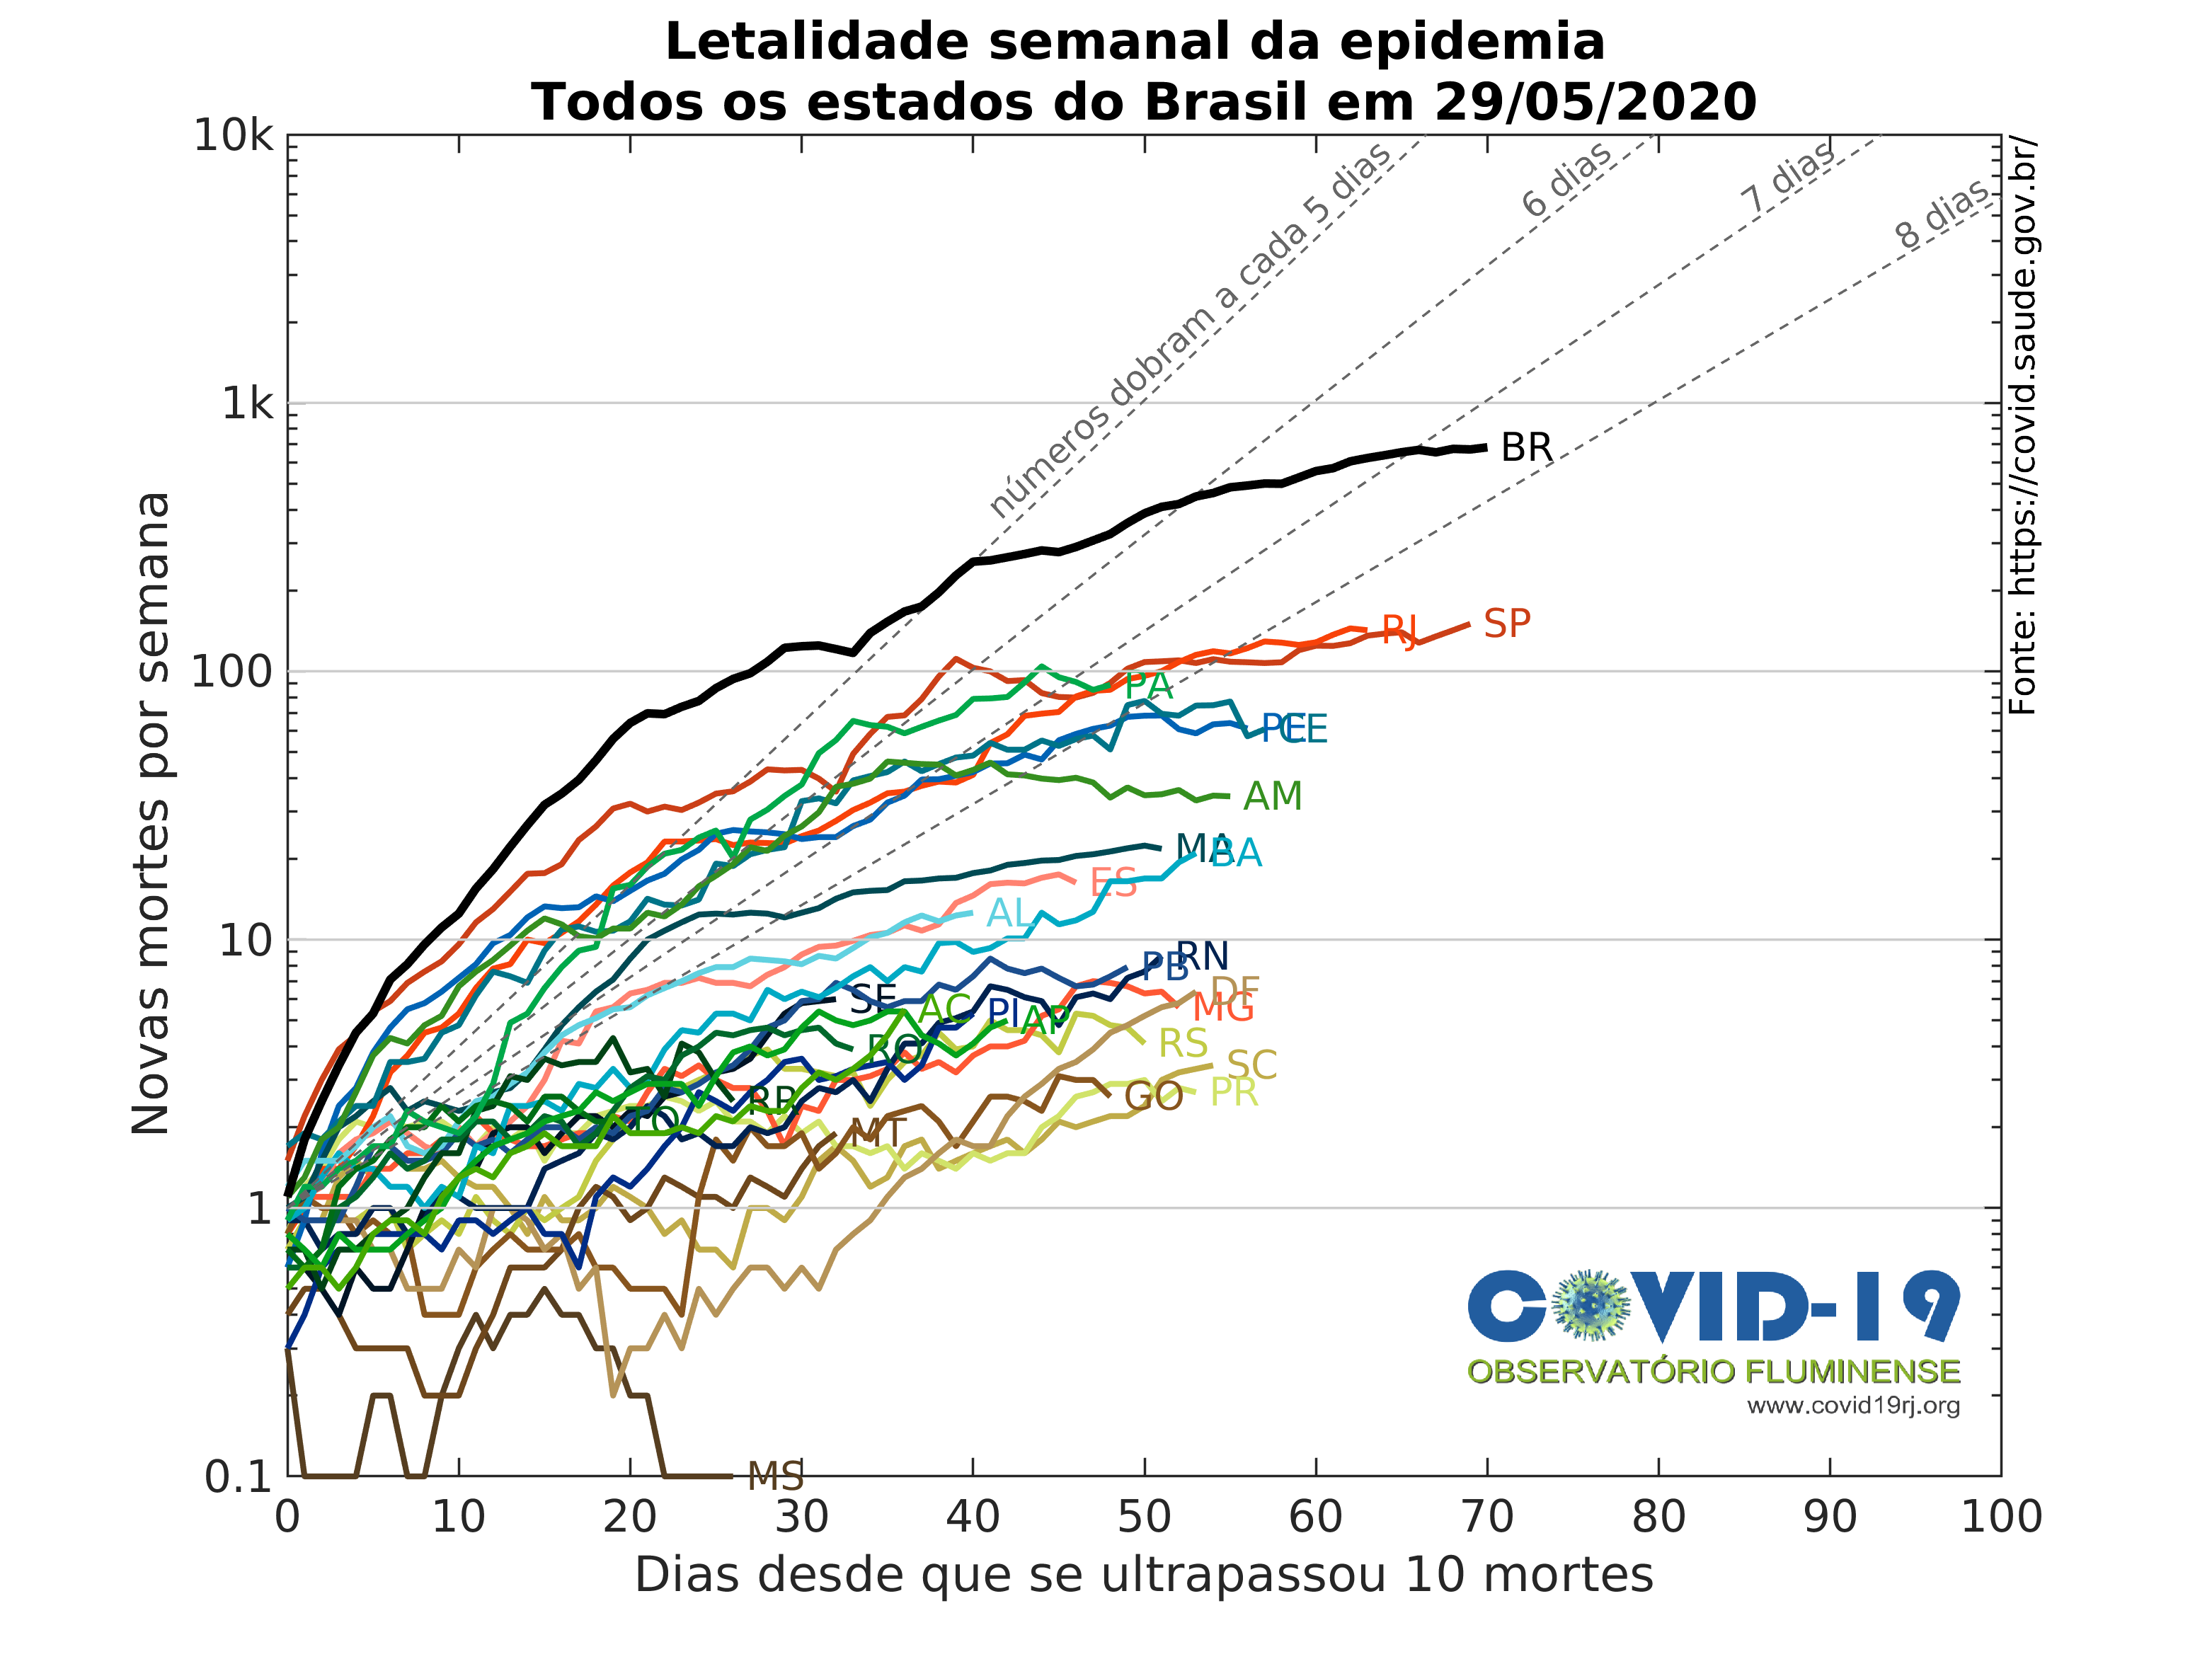 Letalidade semanal da epidemia
Todos os estados do Brasil em 29/05/2020
10k
1k
100
10
1
0.1
Novas mortes por semana
0 10 20 30 40 50 60 70 80 90 100
Dias desde que se ultrapassou 10 mortes
números dobram a cada 5 dias
6 dias
7 dias
8 dias
Fonte: https://covid.saude.gov.br/
BR
SP
RJ
PA
PE
CE
AM
MA
BA
ES
AL
RN
PB
DF
SE
AC
PI
AP
MG
RO
RS
SC
PR
GO
RR
TO
MT
MS
COVID-19
OBSERVATÓRIO FLUMINENSE
www.covid19rj.org